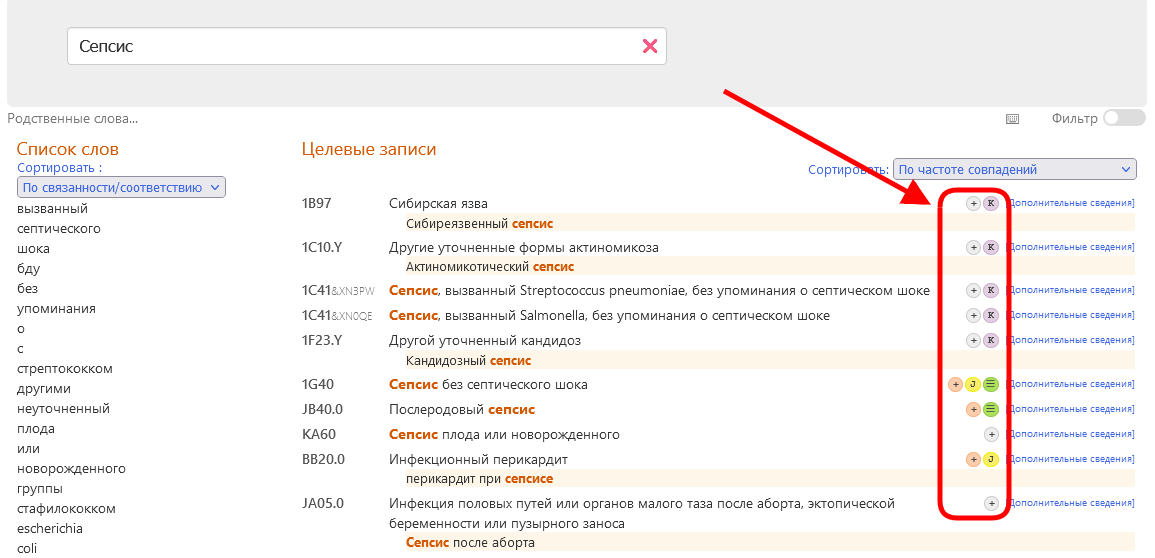 Сепсис
Родственные слова...
Фильтр
Список слов
Сортировать :
По связанности/соответствию
вызванный
септического
шока
бду
без
упоминания
о
с
стрептококком
другими
неуточненный
плода
или
новорожденного
группы
стафилококком
escherichia
coli
Целевые записи
Сортировать: По частоте совпадений
1B97 Сибирская язва + K [Дополнительные сведения]
Сибиреязвенный сепсис
1C10.Y Другие уточненные формы актиномикоза + K [Дополнительные сведения]
Актиномикотический сепсис
1C41&XN3PW Сепсис, вызванный Streptococcus pneumoniae, без упоминания о септическом шоке + K [Дополнительные сведения]
1C41&XN0QE Сепсис, вызванный Salmonella, без упоминания о септическом шоке + K [Дополнительные сведения]
1F23.Y Другой уточненный кандидоз + K [Дополнительные сведения]
Кандидозный сепсис
1G40 Сепсис без септического шока + J [Дополнительные сведения]
JB40.0 Послеродовый сепсис + [Дополнительные сведения]
KA60 Сепсис плода или новорожденного + [Дополнительные сведения]
BB20.0 Инфекционный перикардит + J [Дополнительные сведения]
перикардит при сепсисе
JA05.0 Инфекция половых путей или органов малого таза после аборта, эктопической + [Дополнительные сведения]
беременности или пузырного заноса
Сепсис после аборта